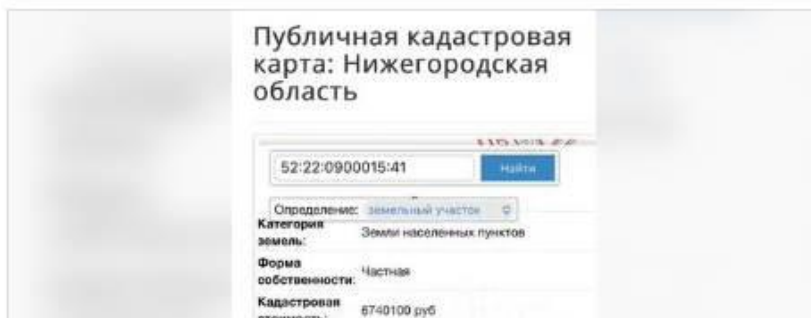 Публичная кадастровая
карта: Нижегородская
область
52:22:0900015:41
Найти
Определение: земельный участок
Категория
земель: Земли населенных пунктов
Форма
собственности: Частная
Кадастровая
стоимость: 6740100 руб